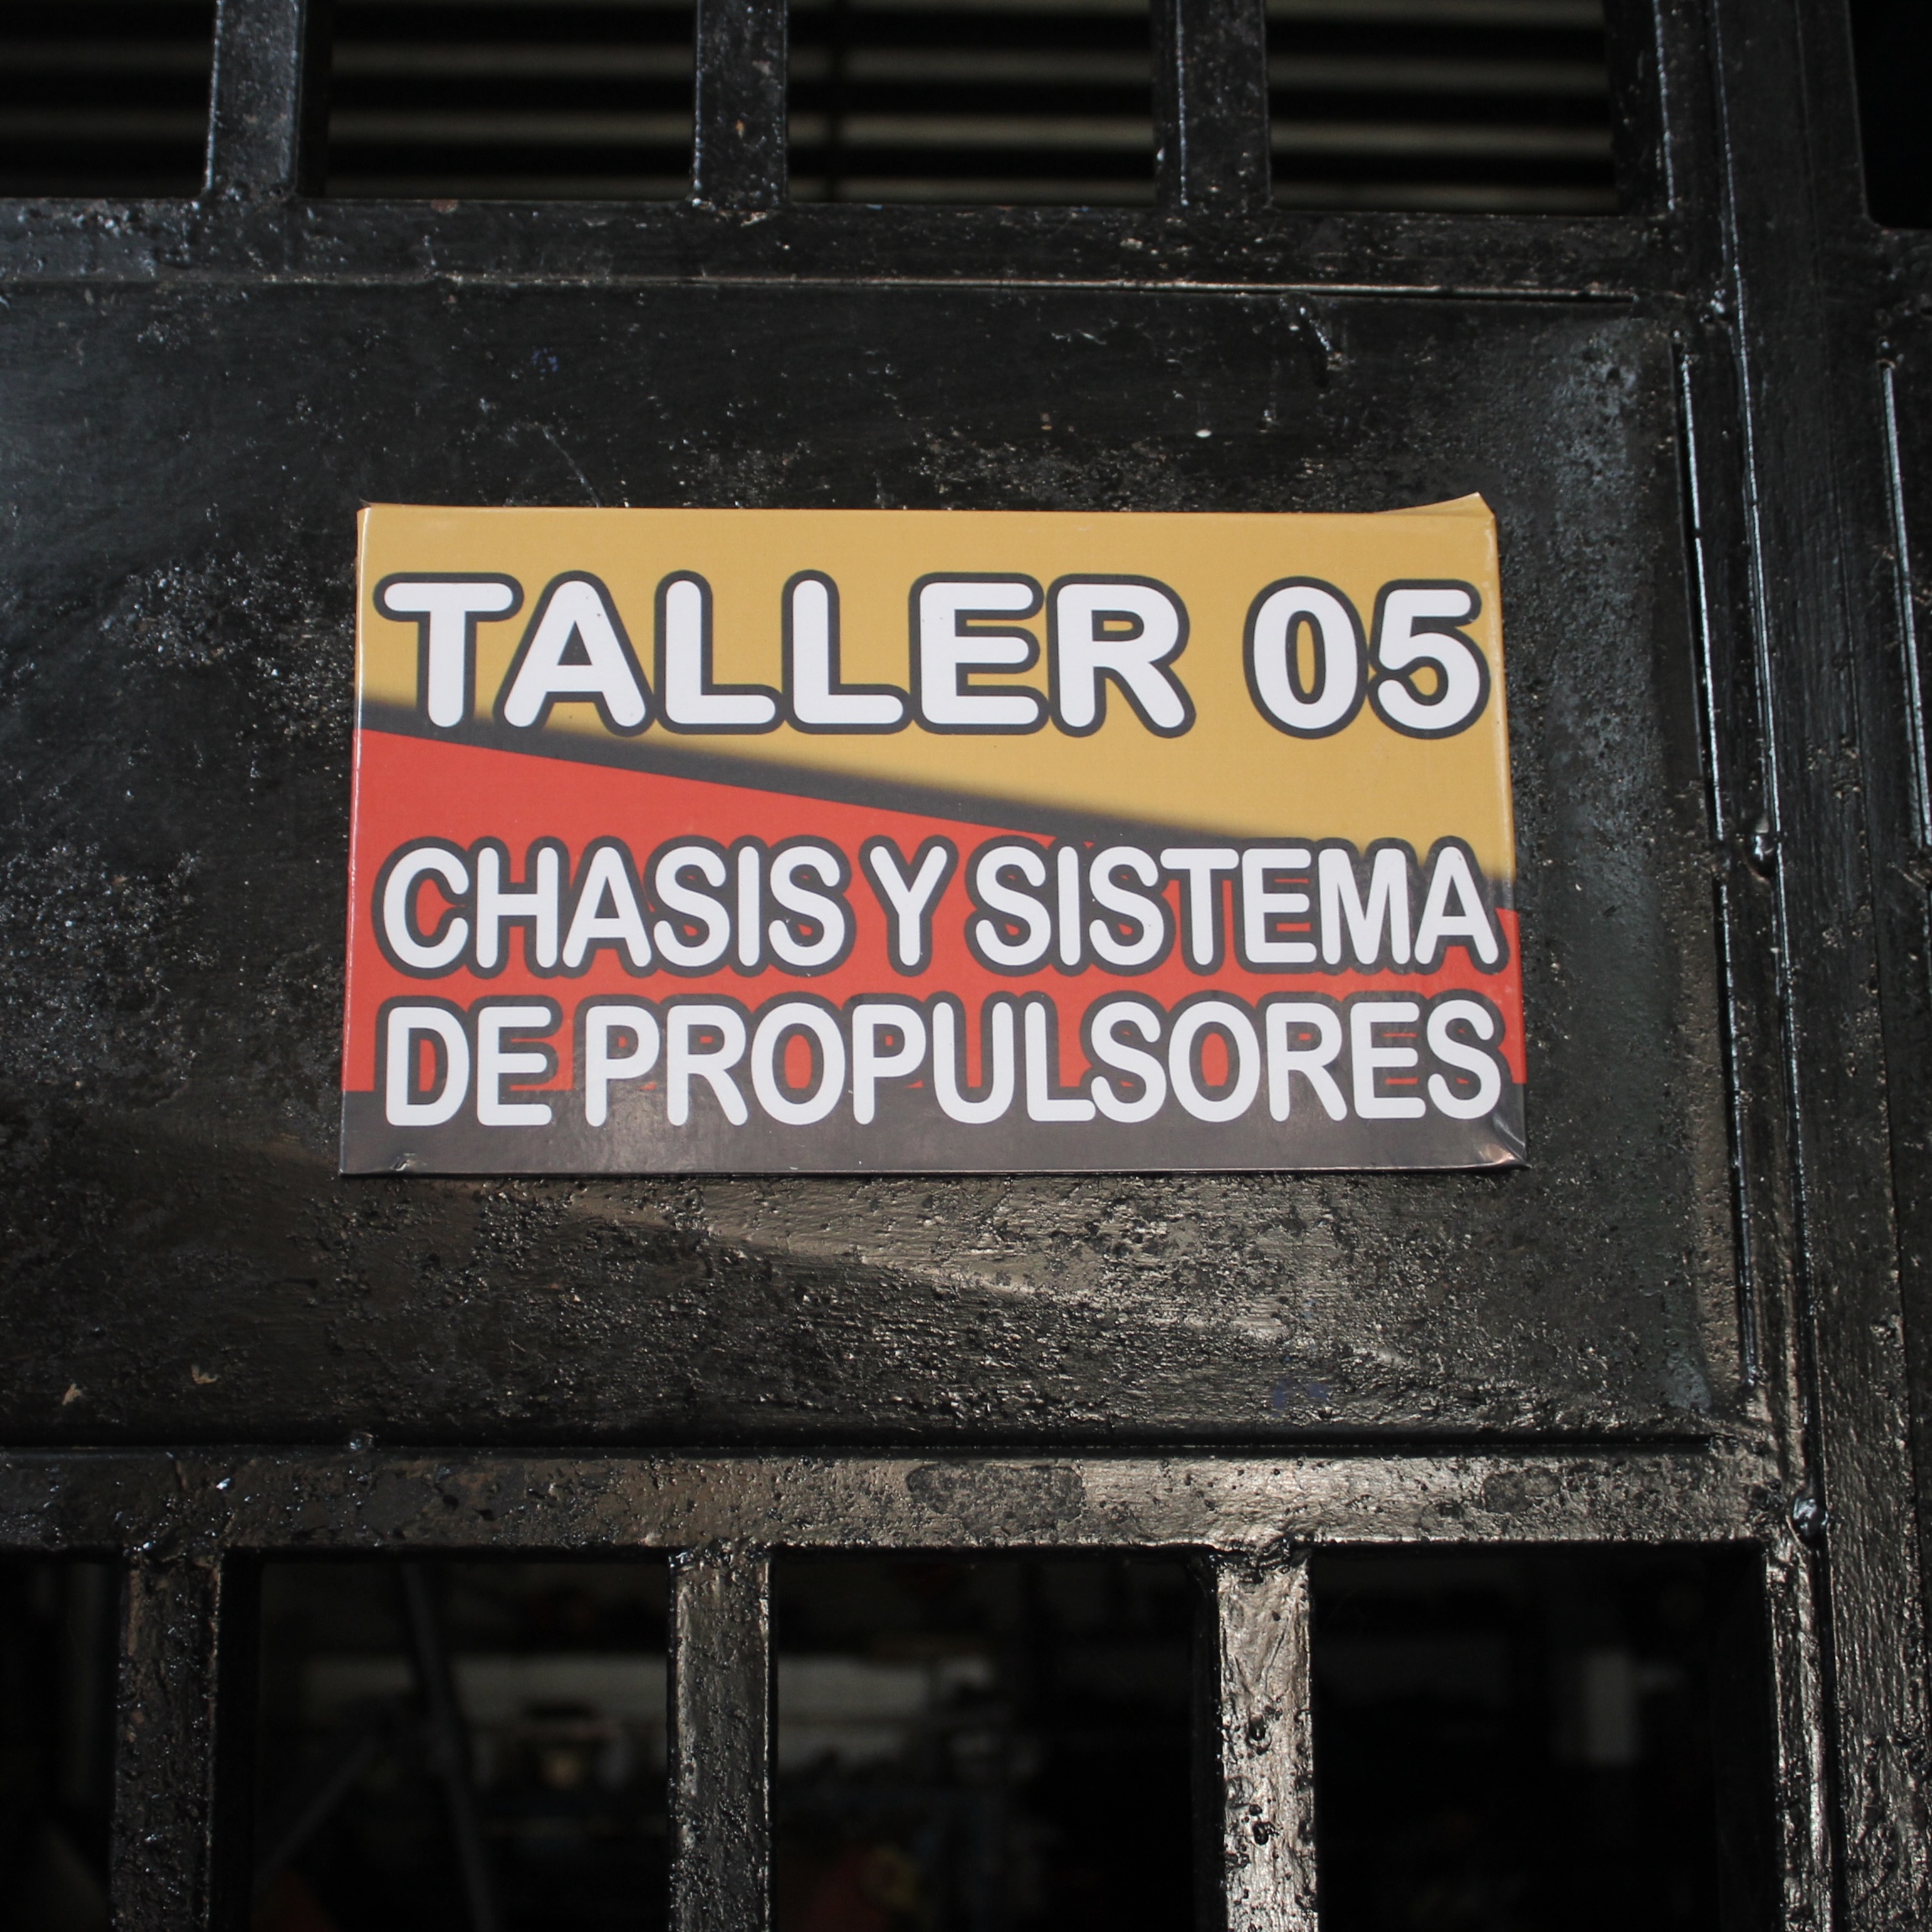 TALLER 05
CHASIS Y SISTEMA
DE PROPULSORES